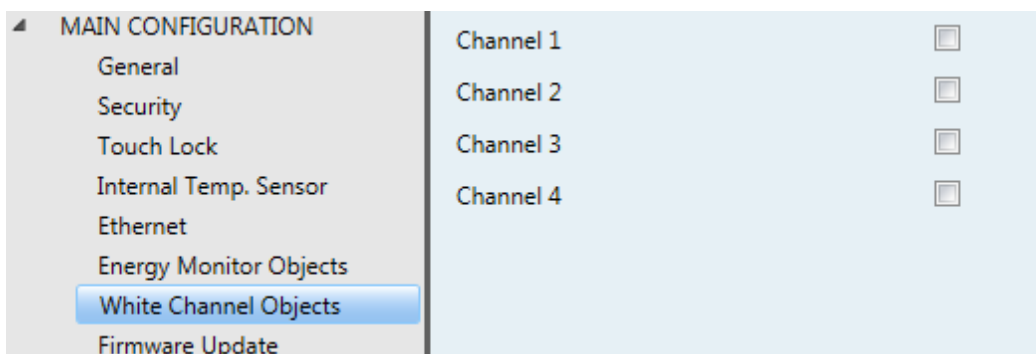 MAIN CONFIGURATION
General
Security
Touch Lock
Internal Temp. Sensor
Ethernet
Energy Monitor Objects
White Channel Objects
Firmware Update
Channel 1
Channel 2
Channel 3
Channel 4